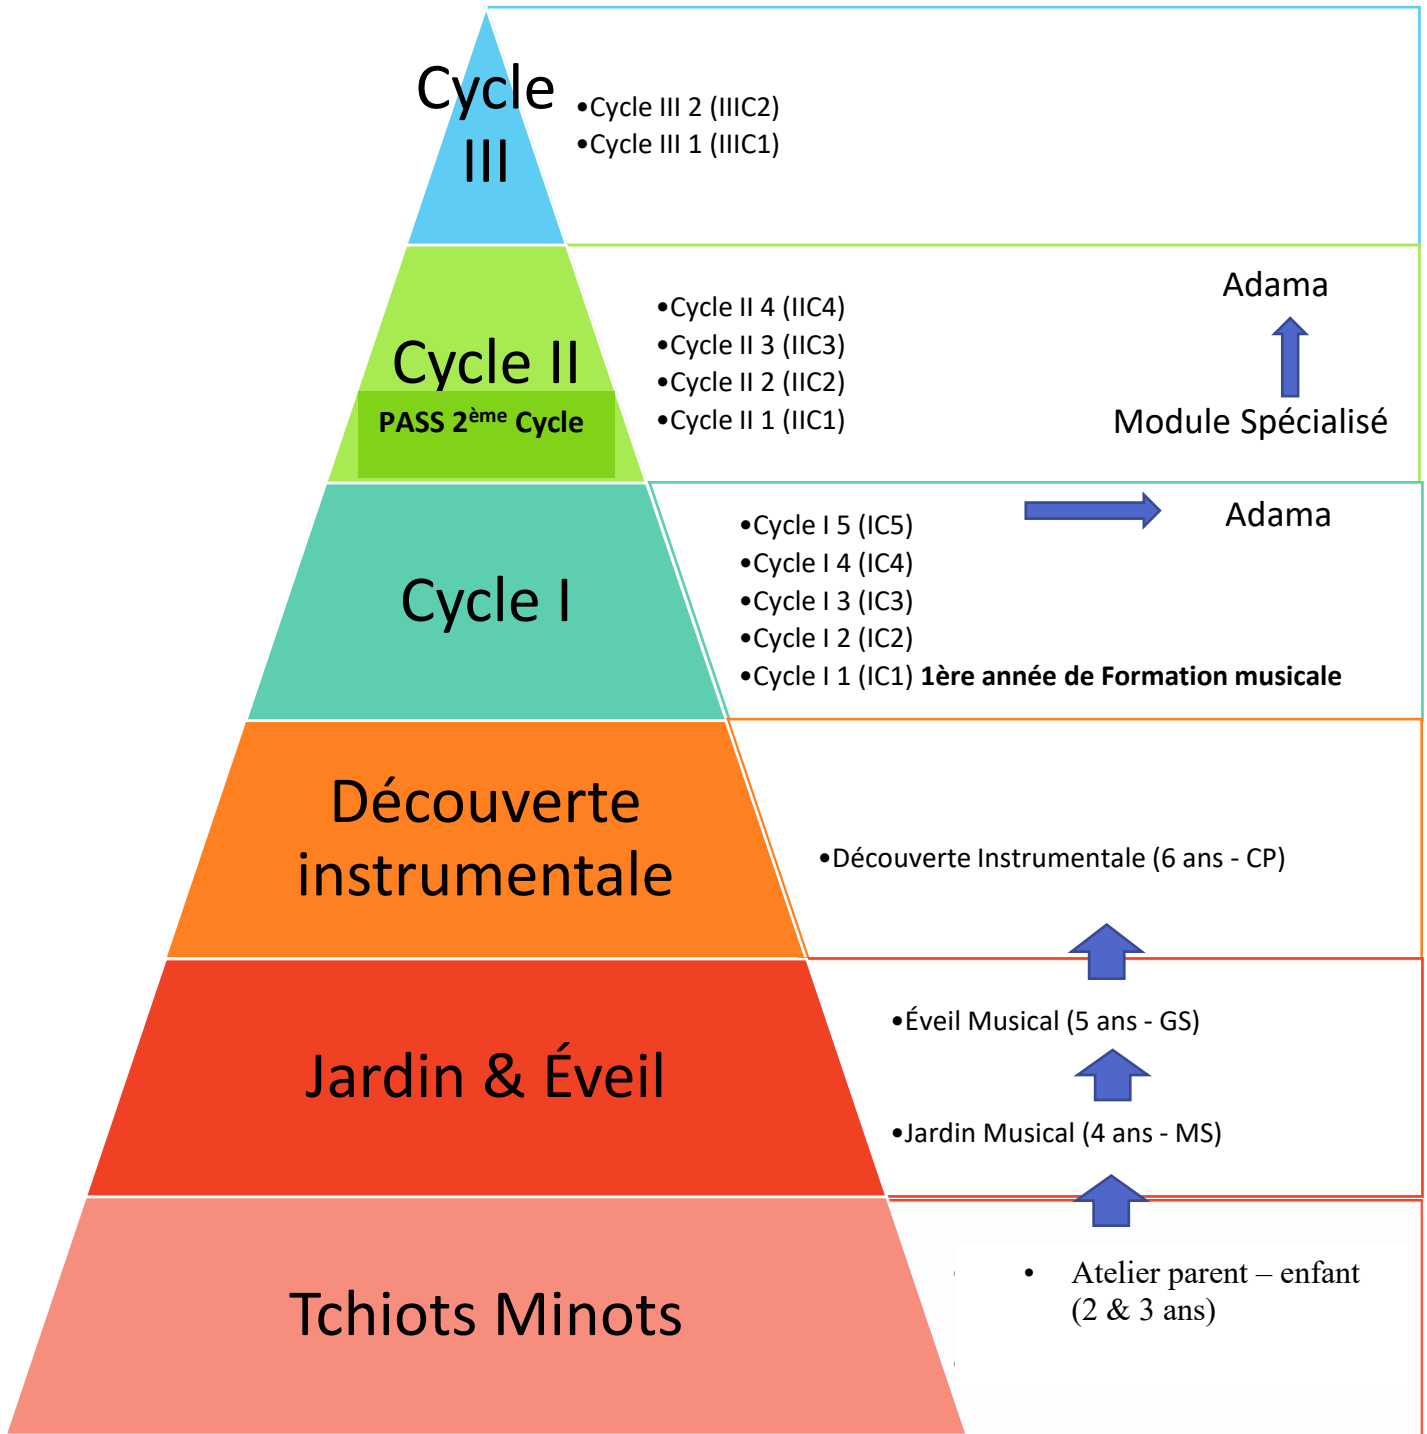 Cycle
III
•Cycle III 2 (IIIC2)
•Cycle III 1 (IIIC1)
Cycle II
PASS 2ème Cycle
•Cycle II 4 (IIC4)
•Cycle II 3 (IIC3)
•Cycle II 2 (IIC2)
•Cycle II 1 (IIC1)
Adama
Module Spécialisé
Cycle I
•Cycle I 5 (IC5)
•Cycle I 4 (IC4)
•Cycle I 3 (IC3)
•Cycle I 2 (IC2)
•Cycle I 1 (IC1) 1ère année de Formation musicale
Adama
Découverte
instrumentale
•Découverte Instrumentale (6 ans - CP)
Jardin & Éveil
•Éveil Musical (5 ans - GS)
•Jardin Musical (4 ans - MS)
Tchiots Minots
• Atelier parent – enfant
(2 & 3 ans)